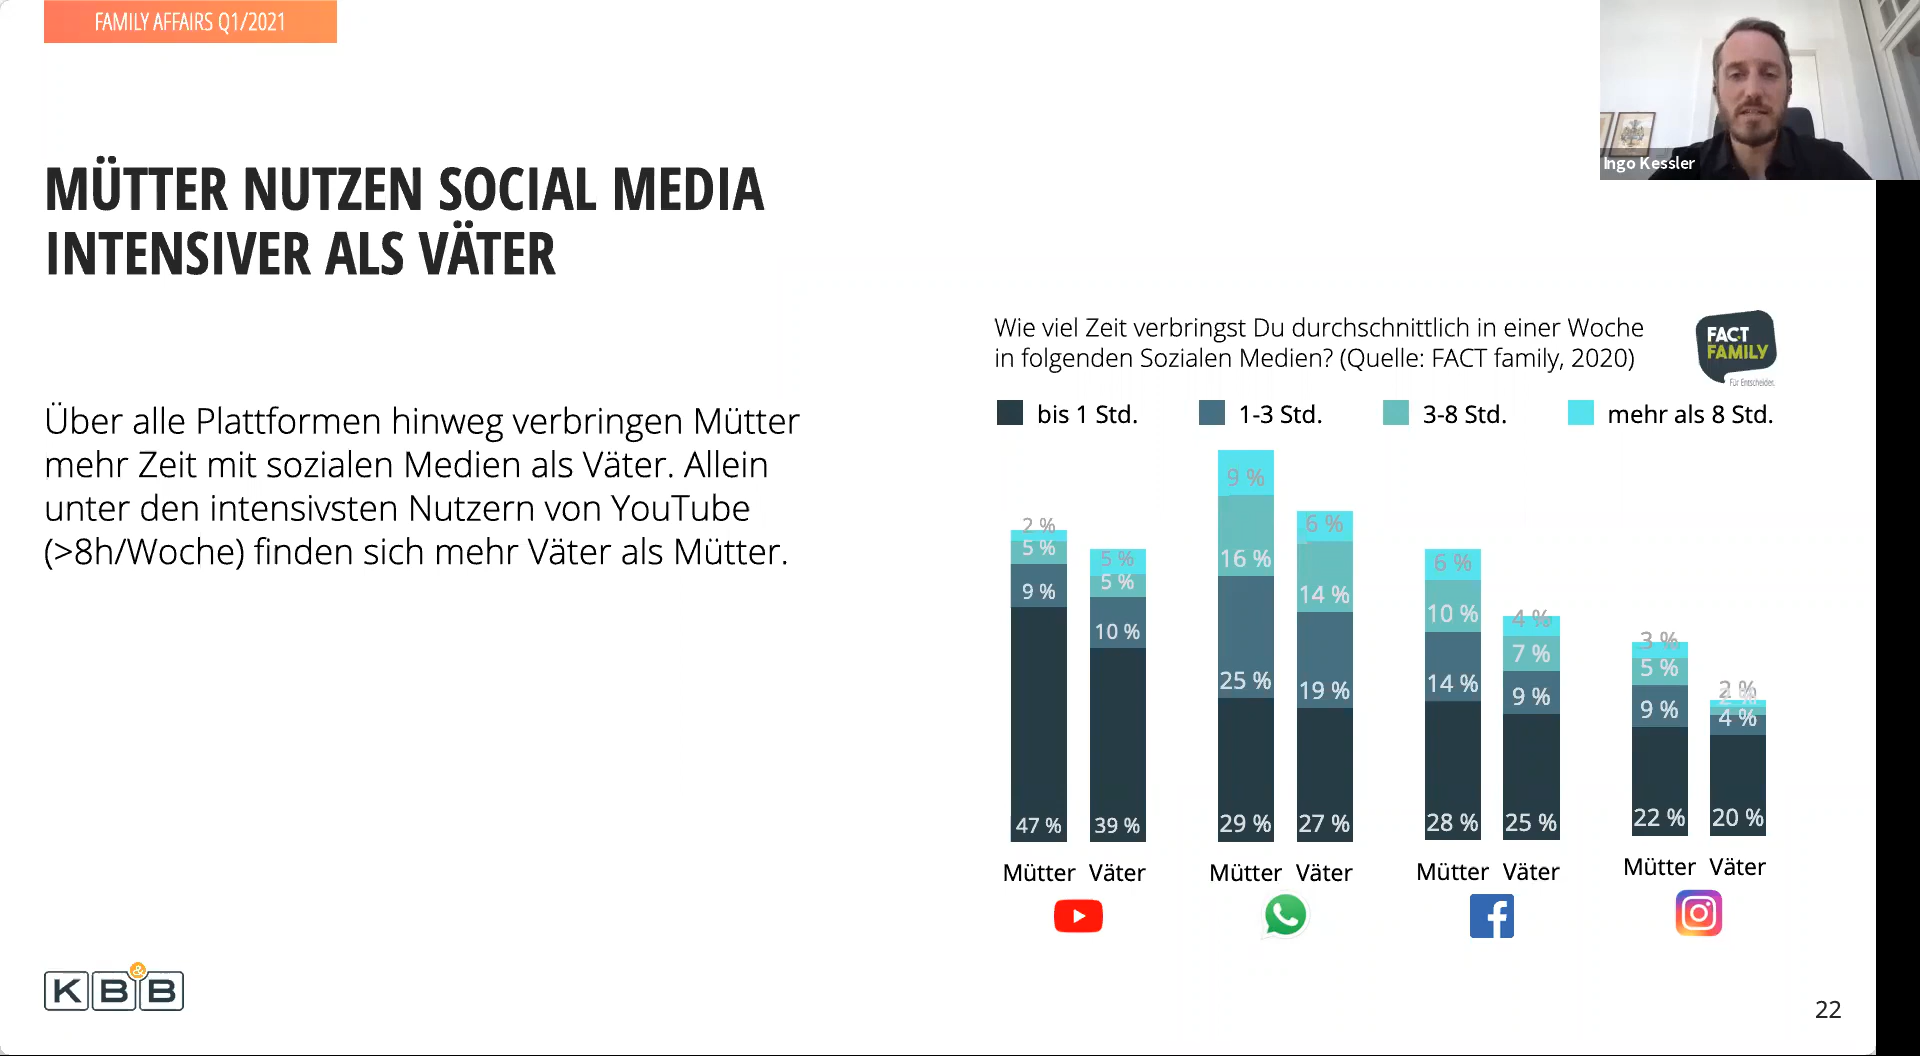 FAMILY AFFAIRS Q1/2021
Ingo Kessler
MÜTTER NUTZEN SOCIAL MEDIA
INTENSIVER ALS VÄTER
Über alle Plattformen hinweg verbringen Mütter
mehr Zeit mit sozialen Medien als Väter. Allein
unter den intensivsten Nutzern von YouTube
(>8h/Woche) finden sich mehr Väter als Mütter.
Wie viel Zeit verbringst Du durchschnittlich in einer Woche
in folgenden Sozialen Medien? (Quelle: FACT family, 2020)
FACT
FAMILY
Für Entscheider.
bis 1 Std. 1-3 Std. 3-8 Std. mehr als 8 Std.
2 %
5 %
9 %
47 %
5 %
5 %
10 %
39 %
9 %
16 %
25 %
29 %
6 %
14 %
19 %
27 %
6 %
10 %
14 %
28 %
4 %
7 %
9 %
25 %
3 %
5 %
9 %
22 %
2 %
2 %
4 %
20 %
Mütter Väter Mütter Väter Mütter Väter Mütter Väter
K B & B
22